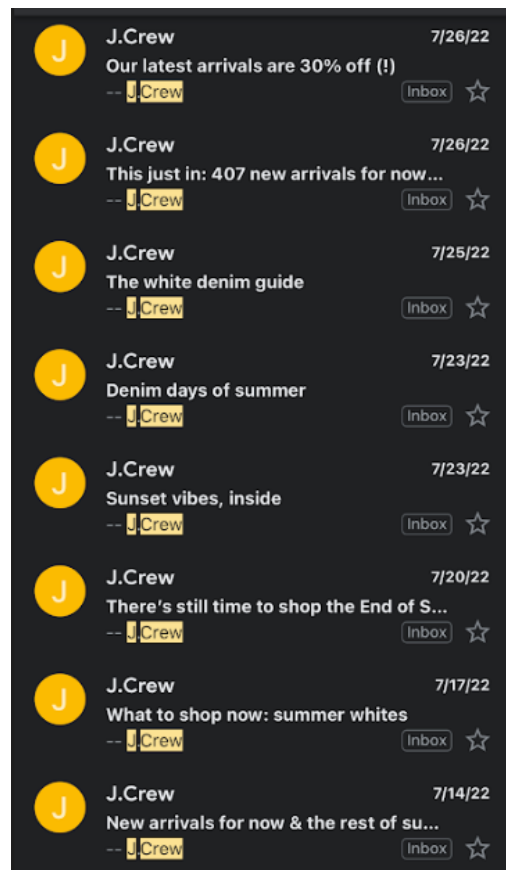 J
J.Crew 7/26/22
Our latest arrivals are 30% off (!)
-- J.Crew Inbox
J
J.Crew 7/26/22
This just in: 407 new arrivals for now...
-- J.Crew Inbox
J
J.Crew 7/25/22
The white denim guide
-- J.Crew Inbox
J
J.Crew 7/23/22
Denim days of summer
-- J.Crew Inbox
J
J.Crew 7/23/22
Sunset vibes, inside
-- J.Crew Inbox
J
J.Crew 7/20/22
There's still time to shop the End of S...
-- J.Crew Inbox
J
J.Crew 7/17/22
What to shop now: summer whites
-- J.Crew Inbox
J
J.Crew 7/14/22
New arrivals for now & the rest of su...
-- J.Crew Inbox